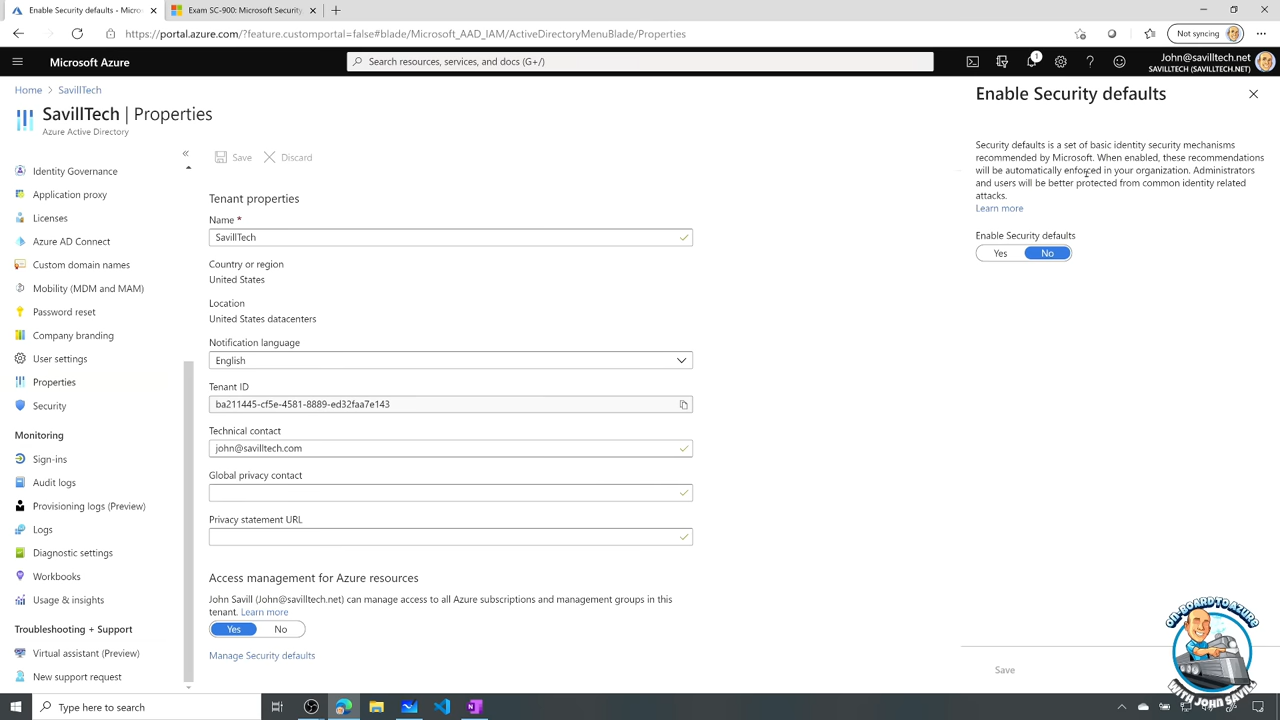 Enable Security defaults - Micro
Exam SC-900: Microsoft Security,
https://portal.azure.com/?feature.customportal=false#blade/Microsoft_AAD_IAM/ActiveDirectoryMenuBlade/Properties
Not syncing
Microsoft Azure
Search resources, services, and docs (G+/)
1
John@savilltech.net
SAVILLTECH (SAVILLTECH.NET)
Home > SavillTech
SavillTech | Properties
Azure Active Directory
Identity Governance
Application proxy
Licenses
Azure AD Connect
Custom domain names
Mobility (MDM and MAM)
Password reset
Company branding
User settings
Properties
Security
Monitoring
Sign-ins
Audit logs
Provisioning logs (Preview)
Logs
Diagnostic settings
Workbooks
Usage & insights
Troubleshooting + Support
Virtual assistant (Preview)
New support request
Save
Discard
Tenant properties
Name *
SavillTech
Country or region
United States
Location
United States datacenters
Notification language
English
Tenant ID
ba211445-cf5e-4581-8889-ed32faa7e143
Technical contact
john@savilltech.com
Global privacy contact
Privacy statement URL
Access management for Azure resources
John Savill (John@savilltech.net) can manage access to all Azure subscriptions and management groups in this
tenant. Learn more
Yes No
Manage Security defaults
Enable Security defaults
Security defaults is a set of basic identity security mechanisms
recommended by Microsoft. When enabled, these recommendations
will be automatically enforced in your organization. Administrators
and users will be better protected from common identity related
attacks.
Learn more
Enable Security defaults
Yes No
Save
ON-BOARD TO AZURE
WITH JOHN SAVILL
Type here to search